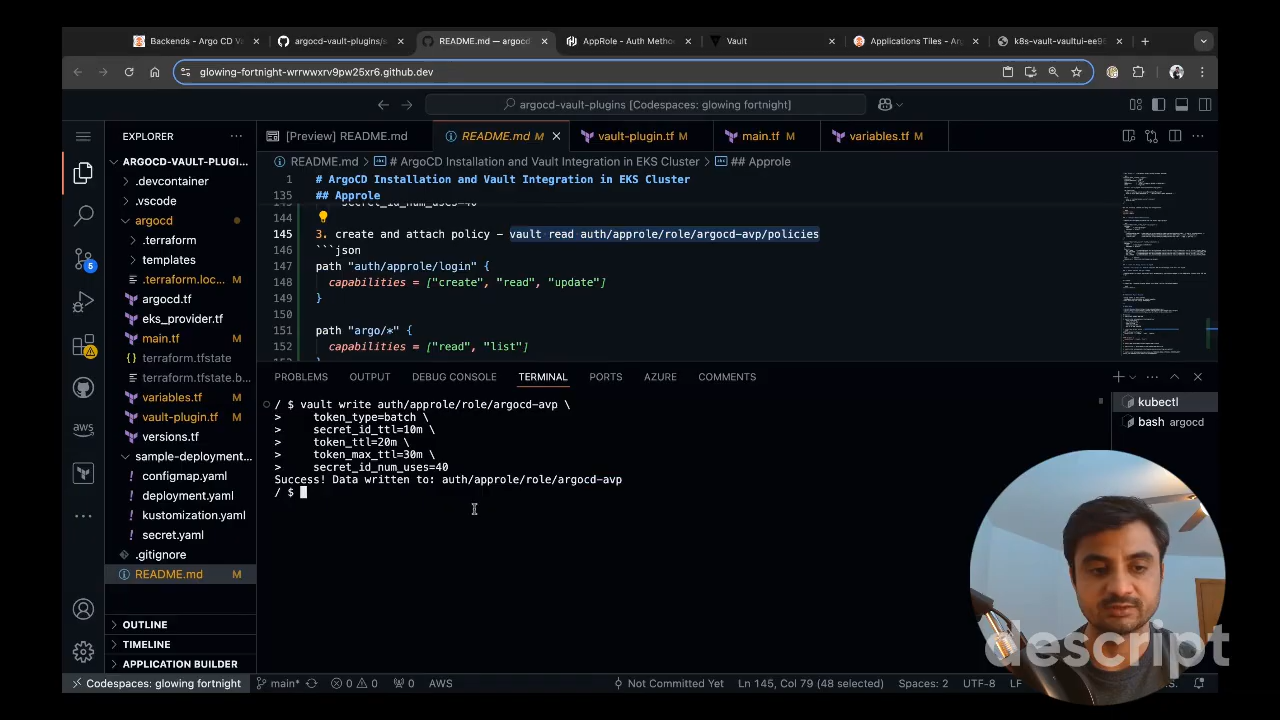 Backends - Argo CD Va
argocd-vault-plugins/s
README.md — argocd-
AppRole - Auth Method
Vault
Applications Tiles - Arg
k8s-vault-vaultui-ee98
glowing-fortnight-wrrwwxrv9pw25xr6.github.dev
argocd-vault-plugins [Codespaces: glowing fortnight]
EXPLORER
[Preview] README.md
README.md M
vault-plugin.tf M
main.tf M
variables.tf M
ARGOCD-VAULT-PLUGI...
.devcontainer
.vscode
argocd
.terraform
templates
.terraform.loc... M
argocd.tf
eks_provider.tf
main.tf M
terraform.tfstate
terraform.tfstate.b...
variables.tf M
vault-plugin.tf M
versions.tf
sample-deployment...
configmap.yaml
deployment.yaml
kustomization.yaml
secret.yaml
.gitignore
README.md M
OUTLINE
TIMELINE
APPLICATION BUILDER
5
aws
README.md > # ArgoCD Installation and Vault Integration in EKS Cluster > ## Approle
1 # ArgoCD Installation and Vault Integration in EKS Cluster
135 ## Approle
secret_id_num_uses=40
144
145 3. create and attach policy - vault read auth/approle/role/argocd-avp/policies
146 ```json
147 path "auth/approle/login" {
148 capabilities = ["create", "read", "update"]
149 }
150
151 path "argo/*" {
152 capabilities = ["read", "list"]
PROBLEMS OUTPUT DEBUG CONSOLE TERMINAL PORTS AZURE COMMENTS
/ $ vault write auth/approle/role/argocd-avp \
> token_type=batch \
> secret_id_ttl=10m \
> token_ttl=20m \
> token_max_ttl=30m \
> secret_id_num_uses=40
Success! Data written to: auth/approle/role/argocd-avp
/ $
kubectl
bash argocd
descript
Codespaces: glowing fortnight
main*
0 0 0
AWS
Not Committed Yet
Ln 145, Col 79 (48 selected)
Spaces: 2
UTF-8
LF